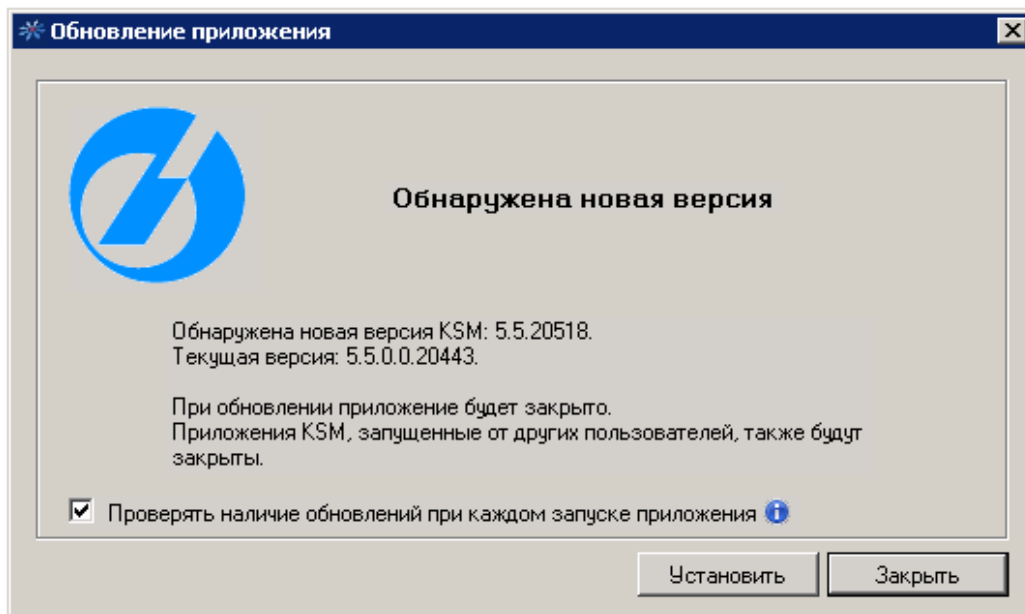 Обновление приложения
Обнаружена новая версия
Обнаружена новая версия KSM: 5.5.20518.
Текущая версия: 5.5.0.0.20443.
При обновлении приложение будет закрыто.
Приложения KSM, запущенные от других пользователей, также будут
закрыты.
Проверять наличие обновлений при каждом запуске приложения
Установить
Закрыть